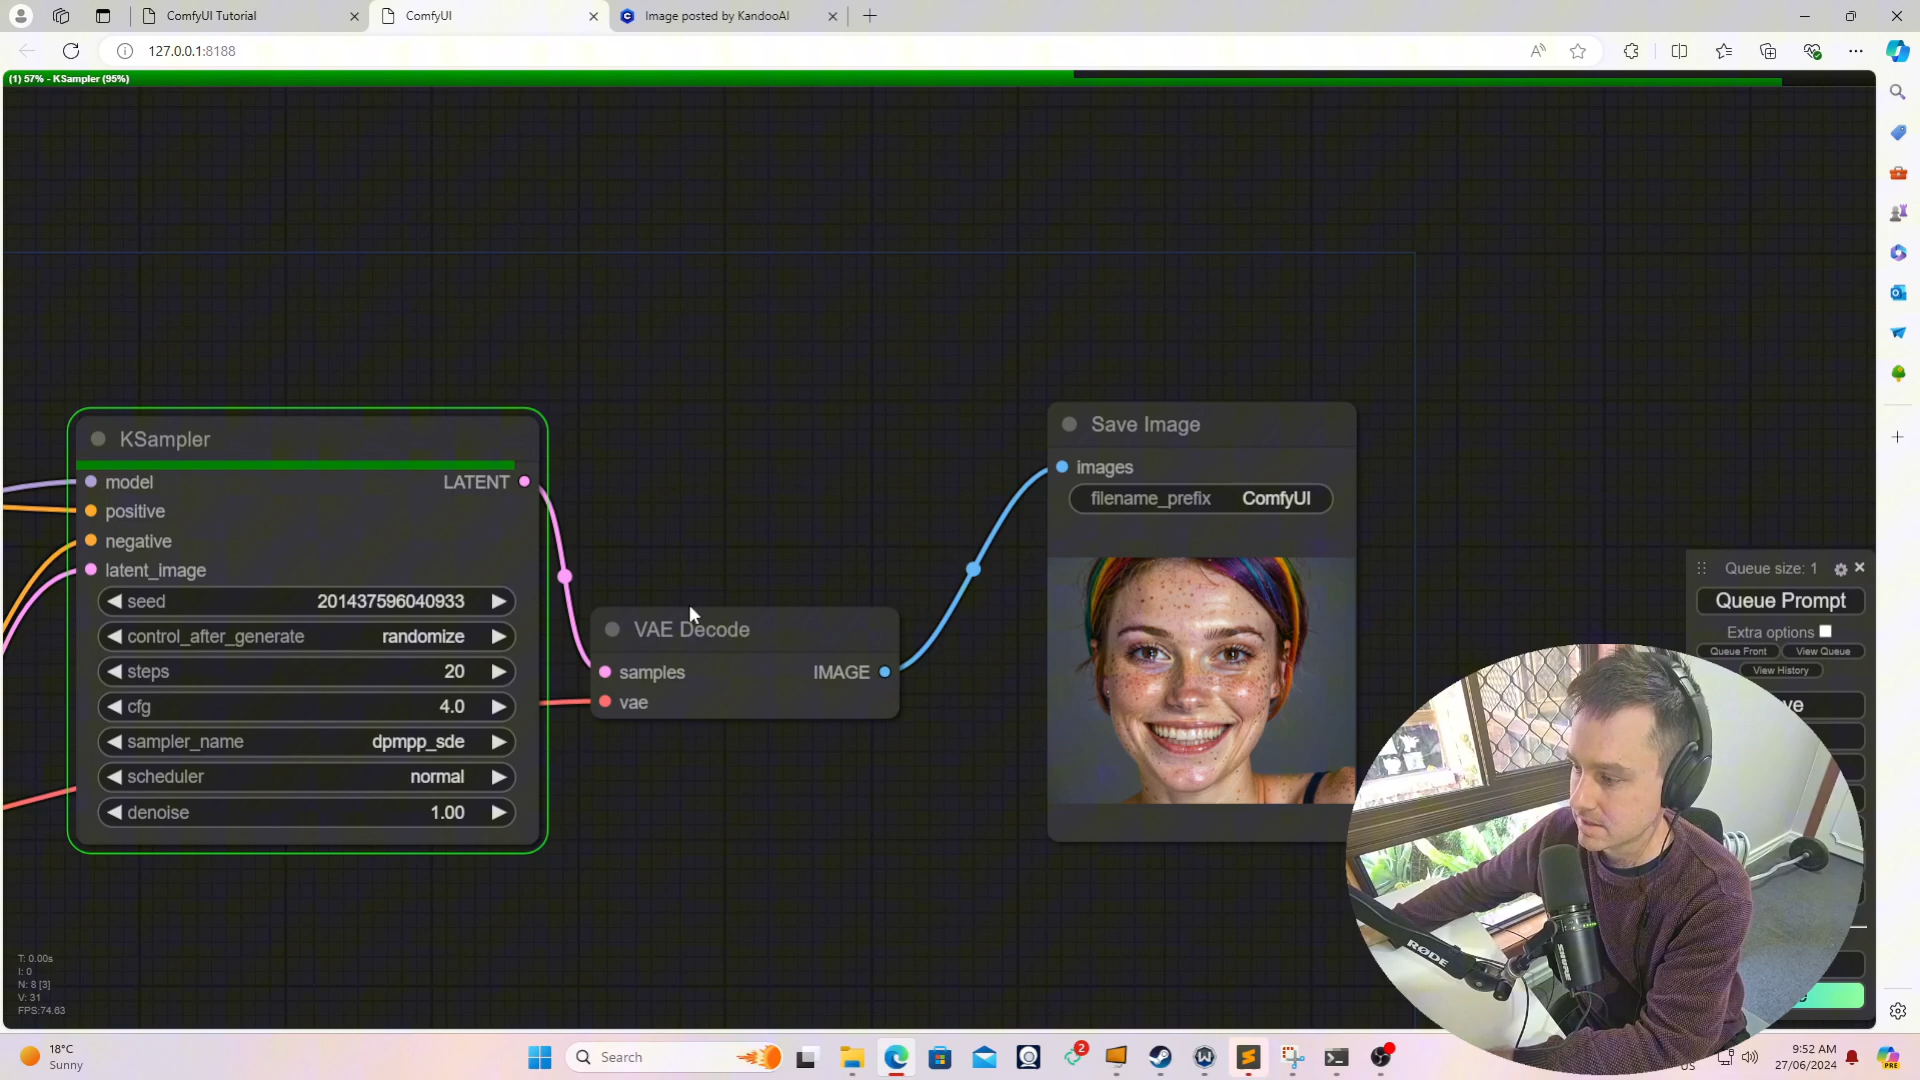 ComfyUI Tutorial
ComfyUI
Image posted by KandooAI
127.0.0.1:8188
(1) 57% - KSampler (95%)
KSampler
model
LATENT
positive
negative
latent_image
seed 201437596040933
control_after_generate randomize
steps 20
cfg 4.0
sampler_name dpmpp_sde
scheduler normal
denoise 1.00
VAE Decode
samples
IMAGE
vae
Save Image
images
filename_prefix ComfyUI
Queue size: 1
Queue Prompt
Extra options
Queue Front
View Queue
View History
RØDE
SHURE
T: 0.00s
I: 0
N: 8 [3]
V: 31
FPS:74.63
18°C
Sunny
Search
2
US
9:52 AM
27/06/2024
PRE